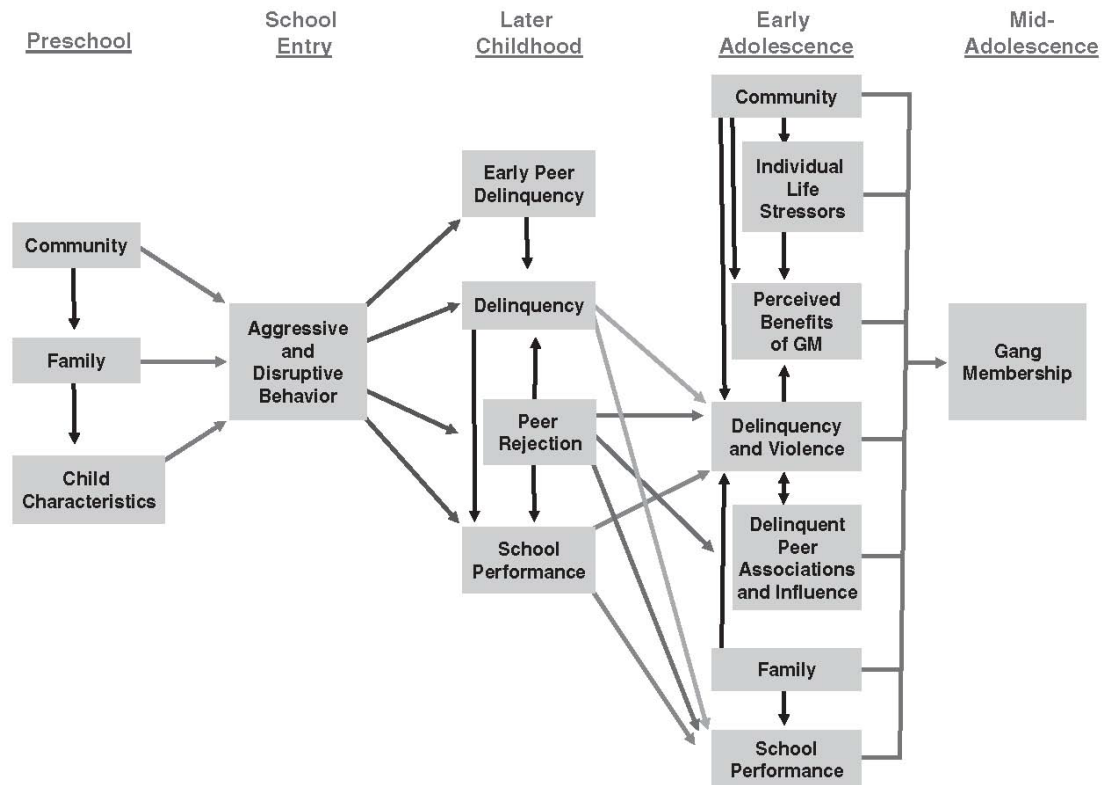 Preschool
School
Entry
Later
Childhood
Early
Adolescence
Mid-
Adolescence
Community
Family
Child
Characteristics
Aggressive
and
Disruptive
Behavior
Early Peer
Delinquency
Delinquency
Peer
Rejection
School
Performance
Community
Individual
Life
Stressors
Perceived
Benefits
of GM
Delinquency
and Violence
Delinquent
Peer
Associations
and Influence
Family
School
Performance
Gang
Membership